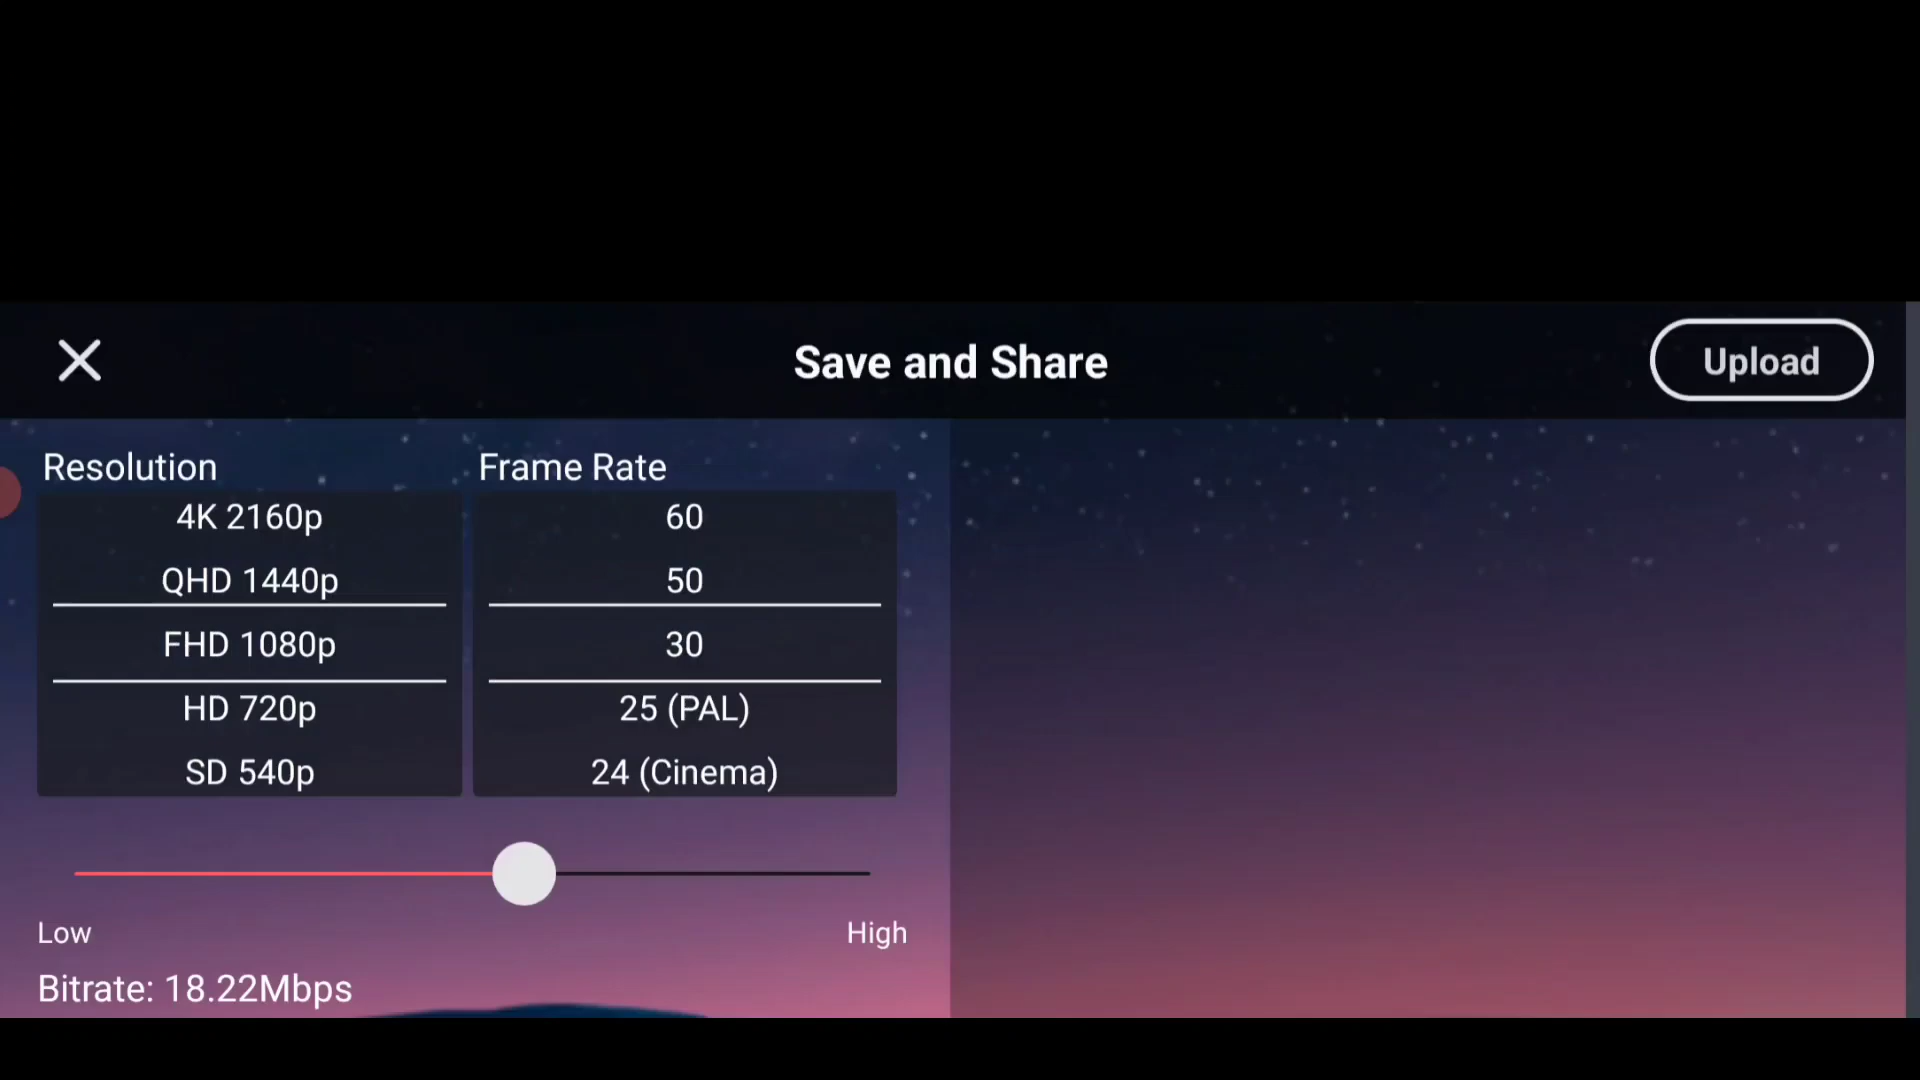 Save and Share
Upload
Resolution
Frame Rate
4K 2160p
60
QHD 1440p
50
FHD 1080p
30
HD 720p
25 (PAL)
SD 540p
24 (Cinema)
Low
High
Bitrate: 18.22Mbps